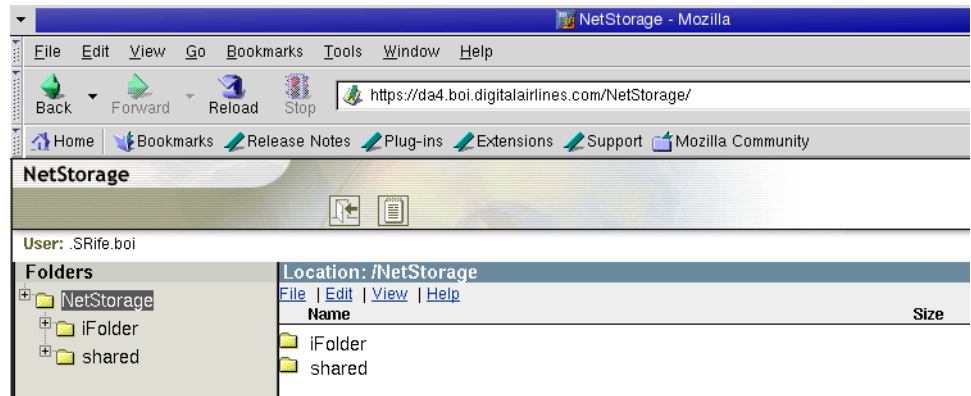 NetStorage - Mozilla
File Edit View Go Bookmarks Tools Window Help
Back Forward Reload Stop https://da4.boi.digitalairlines.com/NetStorage/
Home Bookmarks Release Notes Plug-ins Extensions Support Mozilla Community
NetStorage
User: .SRife.boi
Folders
NetStorage
iFolder
shared
Location: /NetStorage
File | Edit | View | Help
Name Size
iFolder
shared